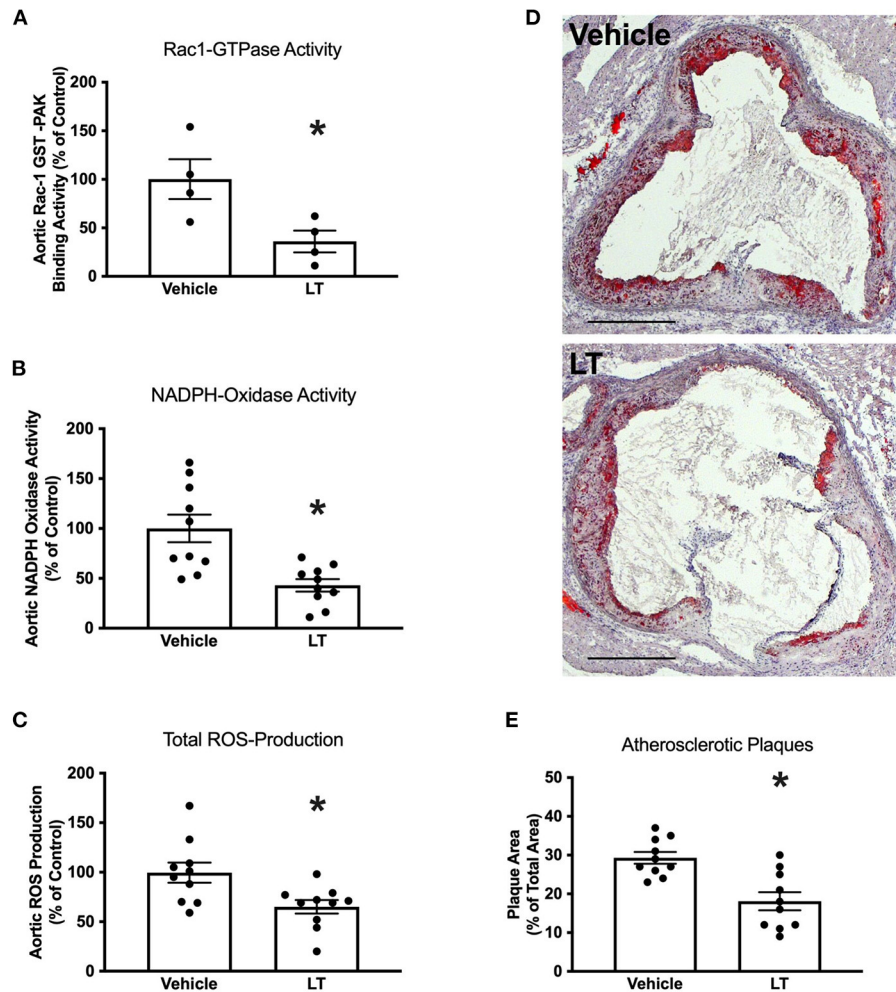 A
Rac1-GTPase Activity
Aortic Rac-1 GST -PAK
Binding Activity (% of Control)
200
150
100
50
0
*
Vehicle
LT
B
NADPH-Oxidase Activity
Aortic NADPH Oxidase Activity
(% of Control)
200
150
100
50
0
*
Vehicle
LT
C
Total ROS-Production
Aortic ROS Production
(% of Control)
200
150
100
50
0
*
Vehicle
LT
D
Vehicle
LT
E
Atherosclerotic Plaques
Plaque Area
(% of Total Area)
50
40
30
20
10
0
*
Vehicle
LT